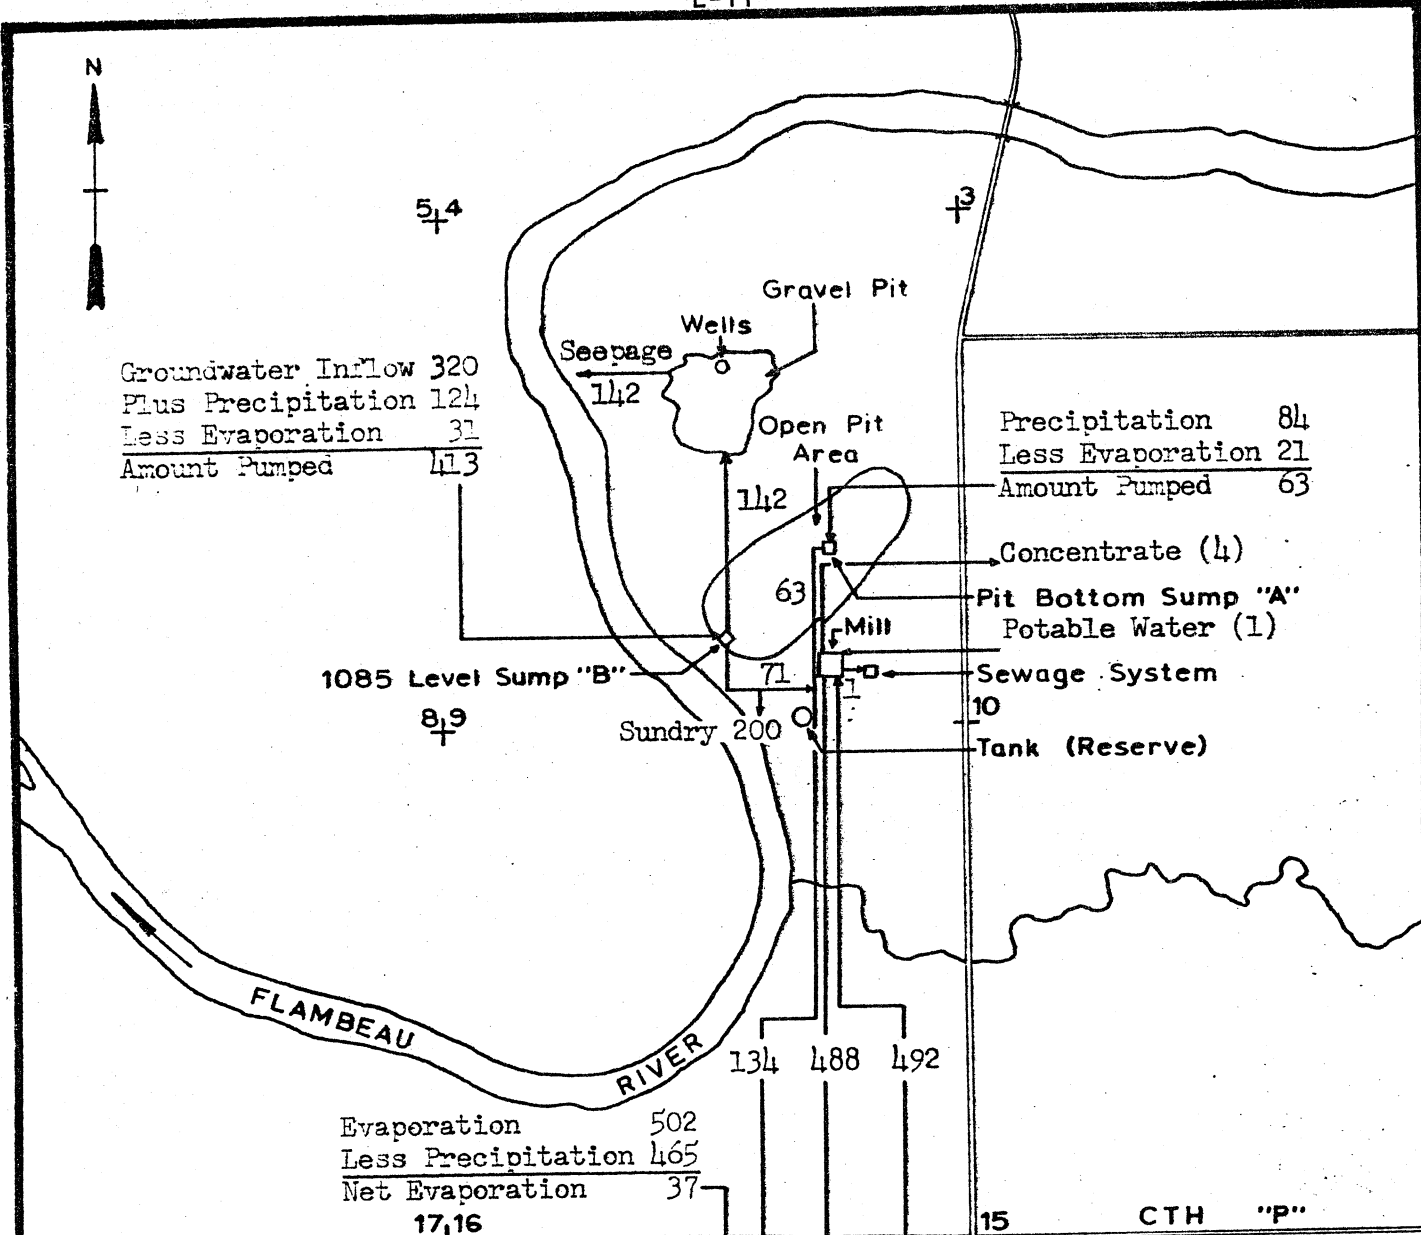 N
5 4
3
Gravel Pit
Wells
Seepage
142
Groundwater Inflow 320
Plus Precipitation 124
Less Evaporation 31
Amount Pumped 413
Open Pit
Area
Precipitation 84
Less Evaporation 21
Amount Pumped 63
142
Concentrate (4)
63
Pit Bottom Sump "A"
Mill
Potable Water (1)
1085 Level Sump "B"
71
1
Sewage System
8 9
Sundry 200
10
Tank (Reserve)
FLAMBEAU
RIVER
134 488 492
Evaporation 502
Less Precipitation 465
Net Evaporation 37
17 16
15
CTH "P"